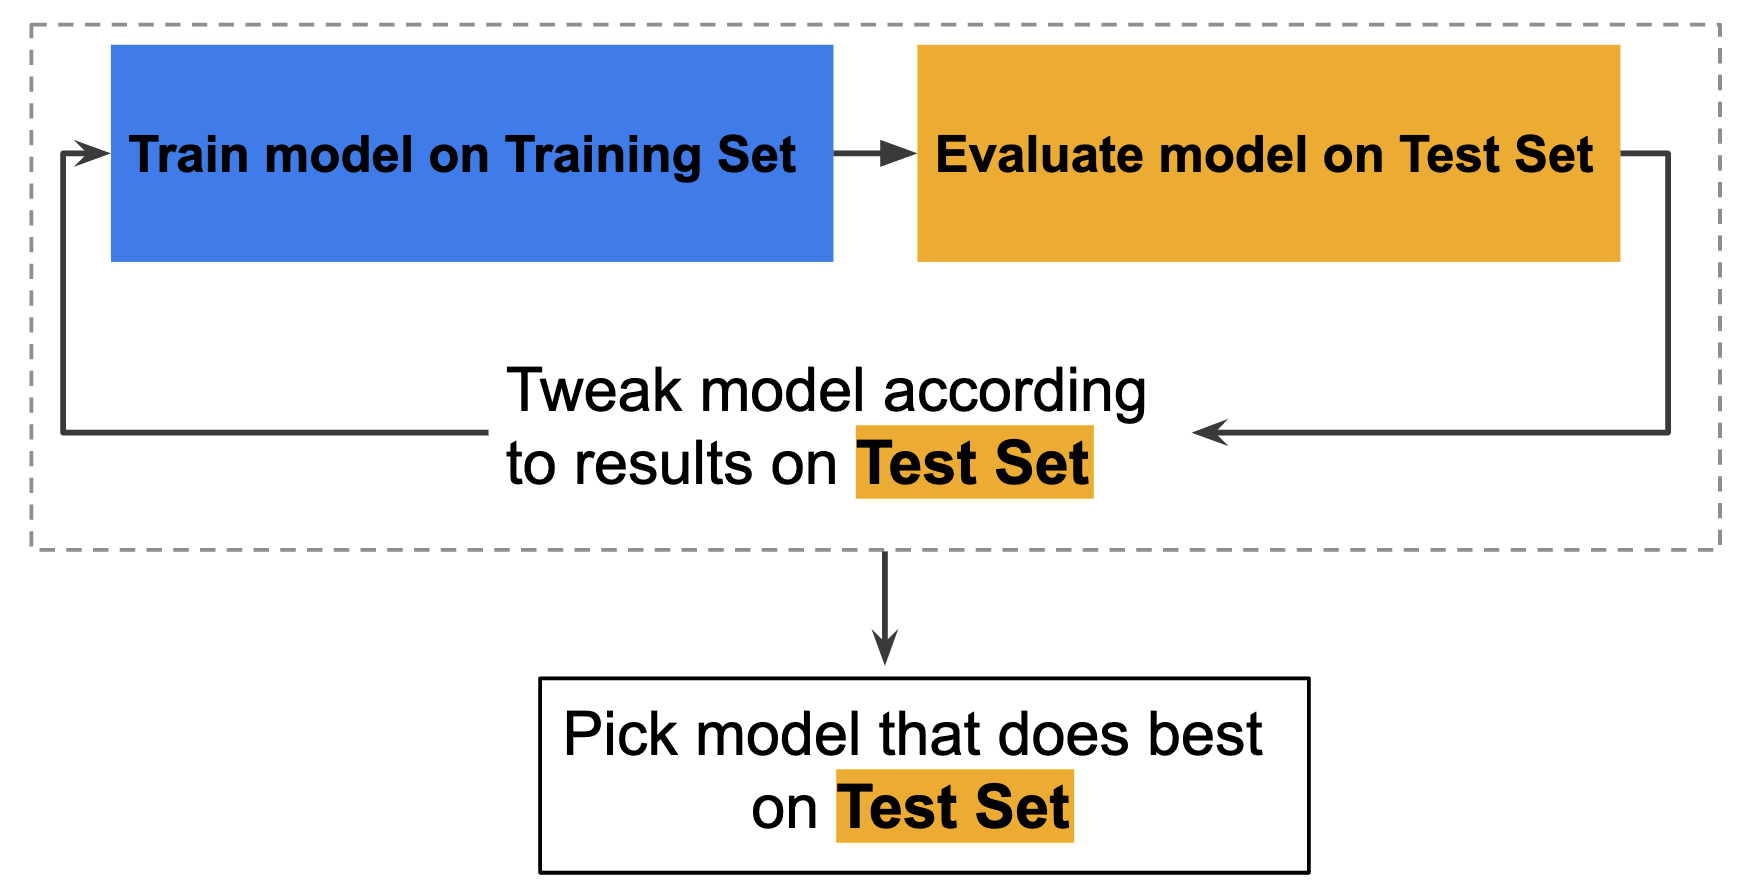 Train model on Training Set
Evaluate model on Test Set
Tweak model according
to results on Test Set
Pick model that does best
on Test Set